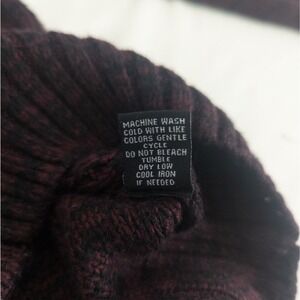 MACHINE WASH
COLD WITH LIKE
COLORS GENTLE
CYCLE
DO NOT BLEACH
TUMBLE
DRY LOW
COOL IRON
IF NEEDED